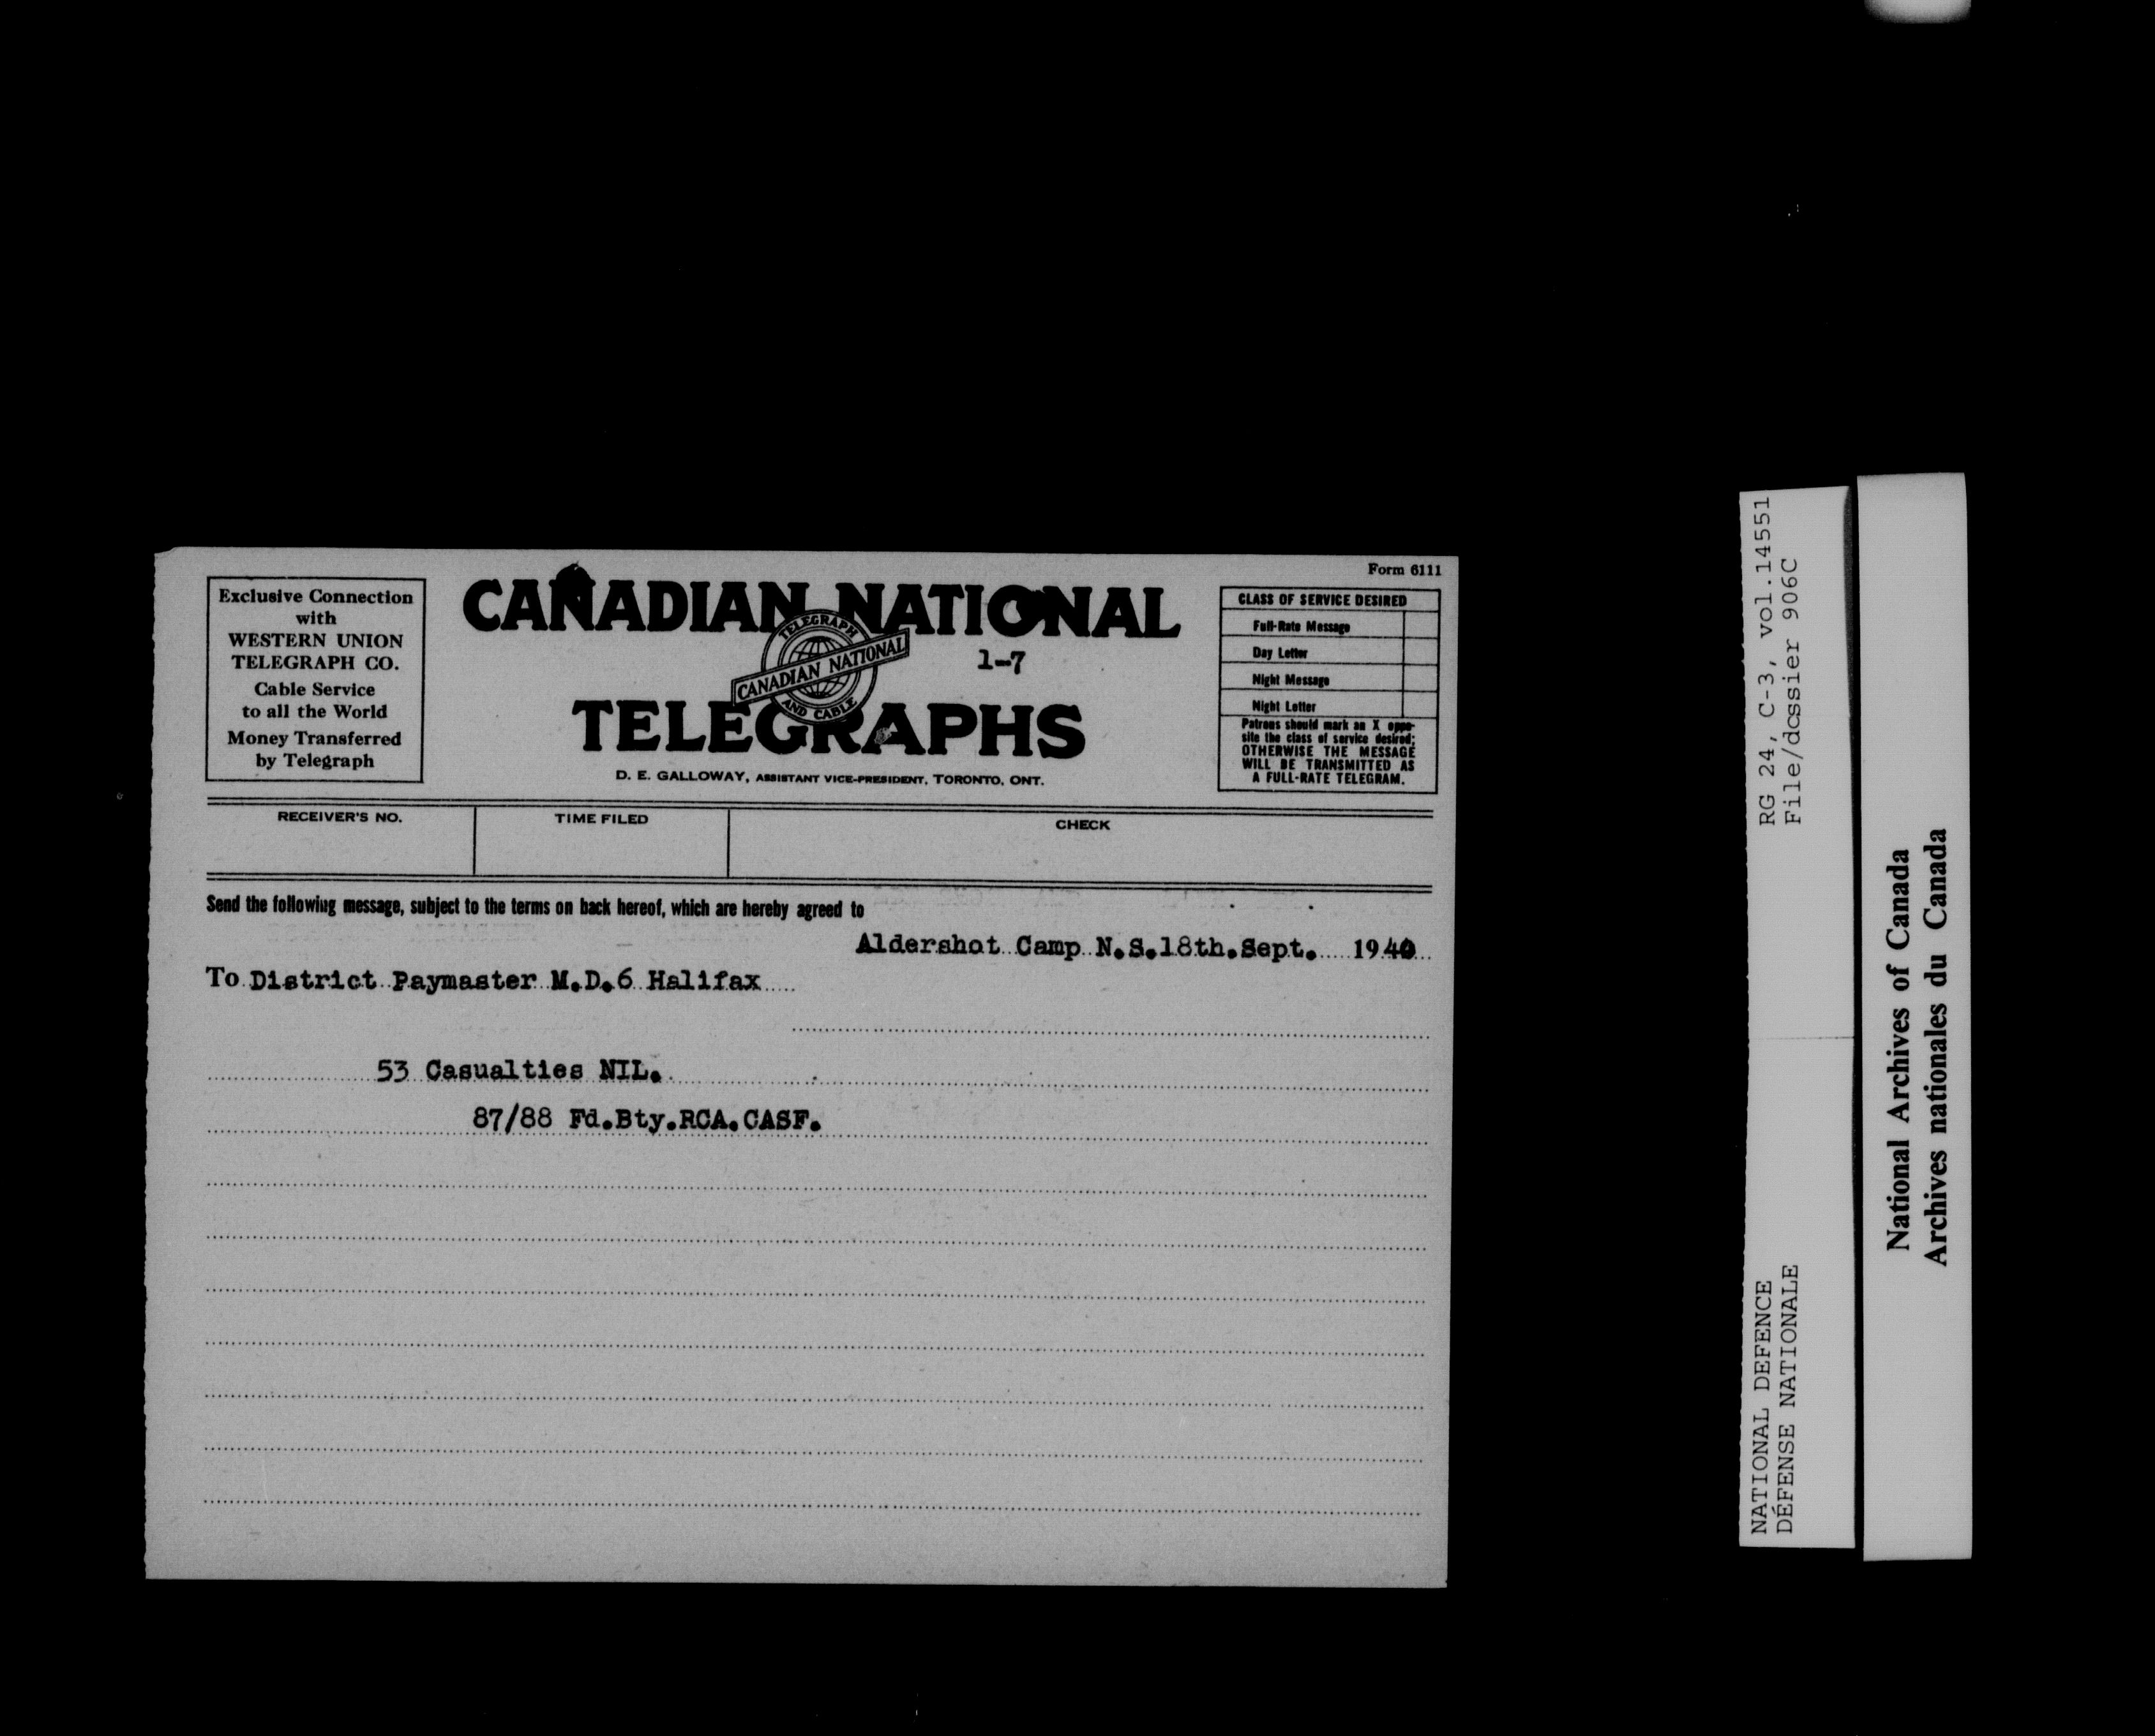 Form 6111
Exclusive Connection
with
WESTERN UNION
TELEGRAPH CO.
Cable Service
to all the World
Money Transferred
by Telegraph
CANADIAN NATIONAL
TELEGRAPH
CANADIAN NATIONAL
AND CABLE
1-7
TELEGRAPHS
D. E. GALLOWAY, ASSISTANT VICE-PRESIDENT, TORONTO, ONT.
CLASS OF SERVICE DESIRED
Full-Rate Message
Day Letter
Night Message
Night Letter
Patrons should mark an X oppo-
site the class of service desired;
OTHERWISE THE MESSAGE
WILL BE TRANSMITTED AS
A FULL-RATE TELEGRAM.
RECEIVER'S NO.
TIME FILED
CHECK
Send the following message, subject to the terms on back hereof, which are hereby agreed to
Aldershot Camp N.S.18th.Sept. 1940
To District Paymaster M.D.6 Halifax
53 Casualties NIL.
87/88 Fd.Bty.RCA.CASF.
RG 24, C-3, vol.14551
File/dossier 906C
NATIONAL DEFENCE
DÉFENSE NATIONALE
National Archives of Canada
Archives nationales du Canada